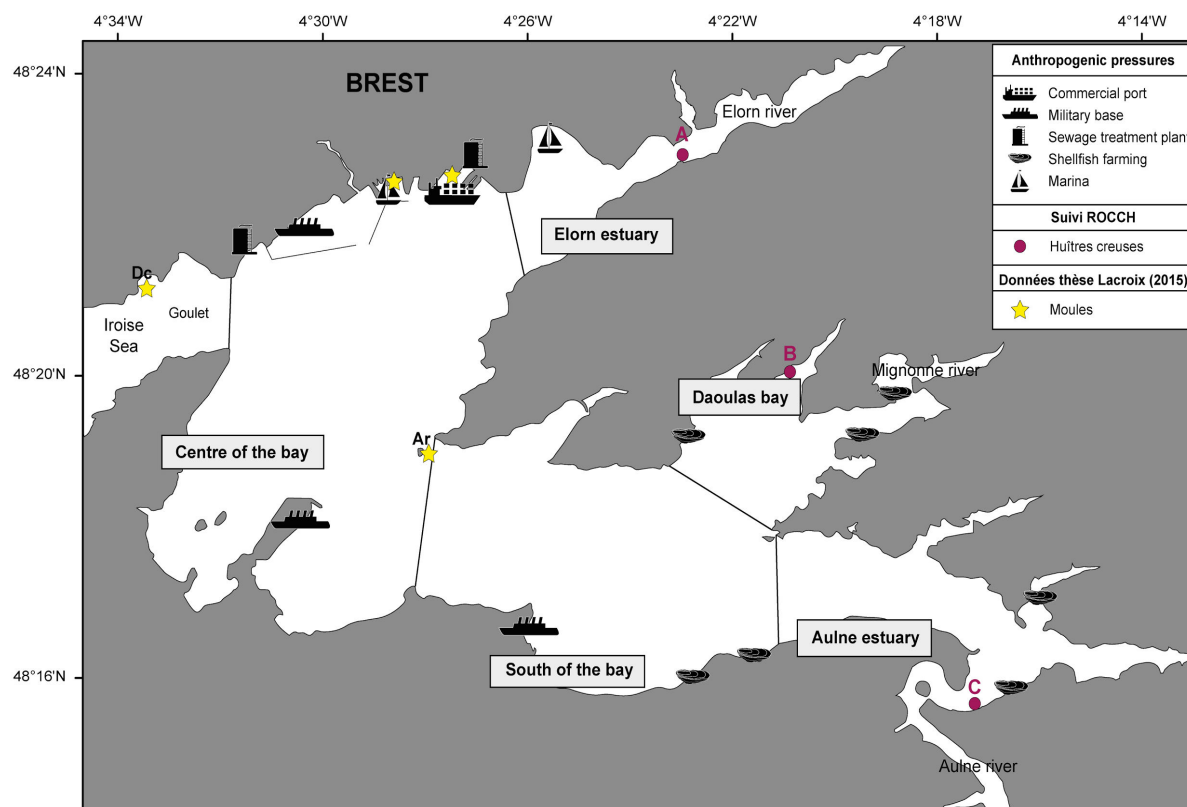 4°34'W
4°30'W
4°26'W
4°22'W
4°18'W
4°14'W
48°24'N
48°20'N
48°16'N
BREST
Elorn river
A
Elorn estuary
Dc
Goulet
Iroise
Sea
B
Mignonne river
Daoulas bay
Ar
Centre of the bay
South of the bay
Aulne estuary
C
Aulne river
Anthropogenic pressures
Commercial port
Military base
Sewage treatment plant
Shellfish farming
Marina
Suivi ROCCH
Huîtres creuses
Données thèse Lacroix (2015)
Moules